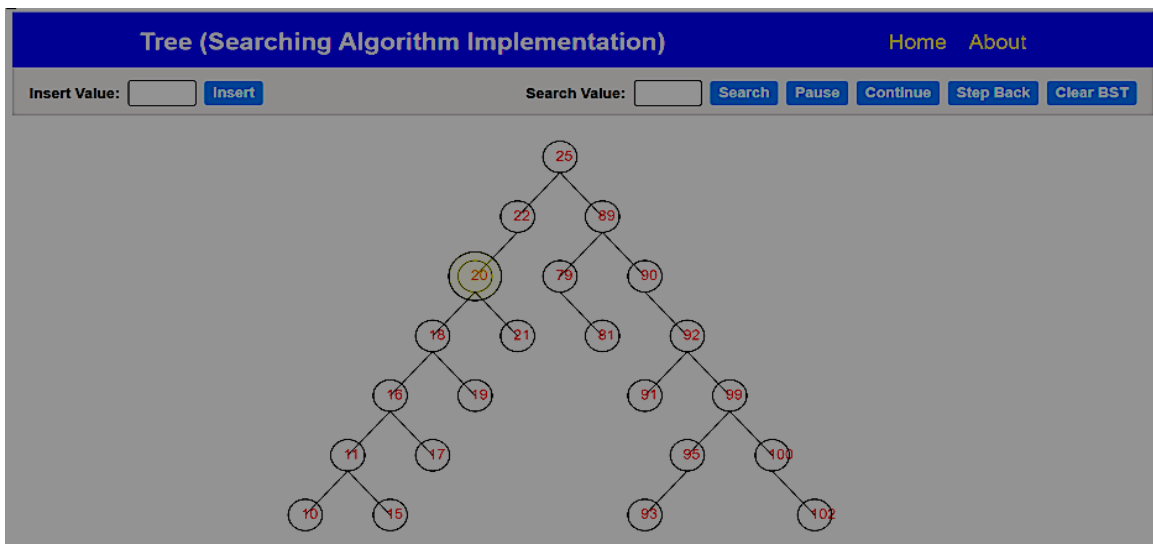 Tree (Searching Algorithm Implementation) Home About
Insert Value: Insert Search Value: Search Pause Continue Step Back Clear BST
25
22 89
20 79 90
18 21 81 92
16 19 91 99
11 17 95 100
10 15 93 102